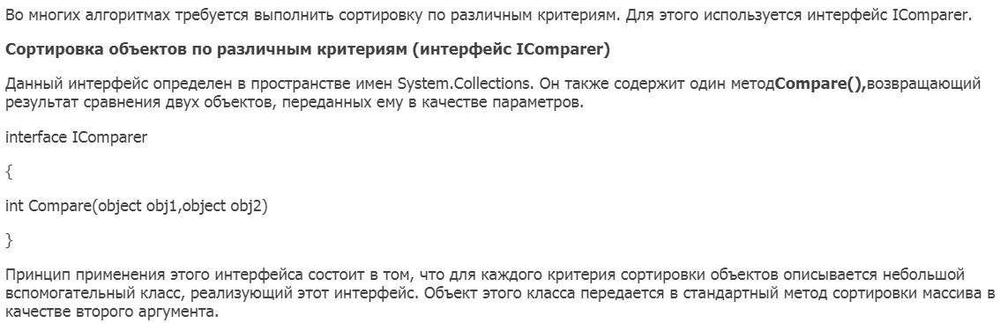 Во многих алгоритмах требуется выполнить сортировку по различным критериям. Для этого используется интерфейс IComparer.
Сортировка объектов по различным критериям (интерфейс IComparer)
Данный интерфейс определен в пространстве имен System.Collections. Он также содержит один методCompare(),возвращающий
результат сравнения двух объектов, переданных ему в качестве параметров.
interface IComparer
{
int Compare(object obj1,object obj2)
}
Принцип применения этого интерфейса состоит в том, что для каждого критерия сортировки объектов описывается небольшой
вспомогательный класс, реализующий этот интерфейс. Объект этого класса передается в стандартный метод сортировки массива в
качестве второго аргумента.